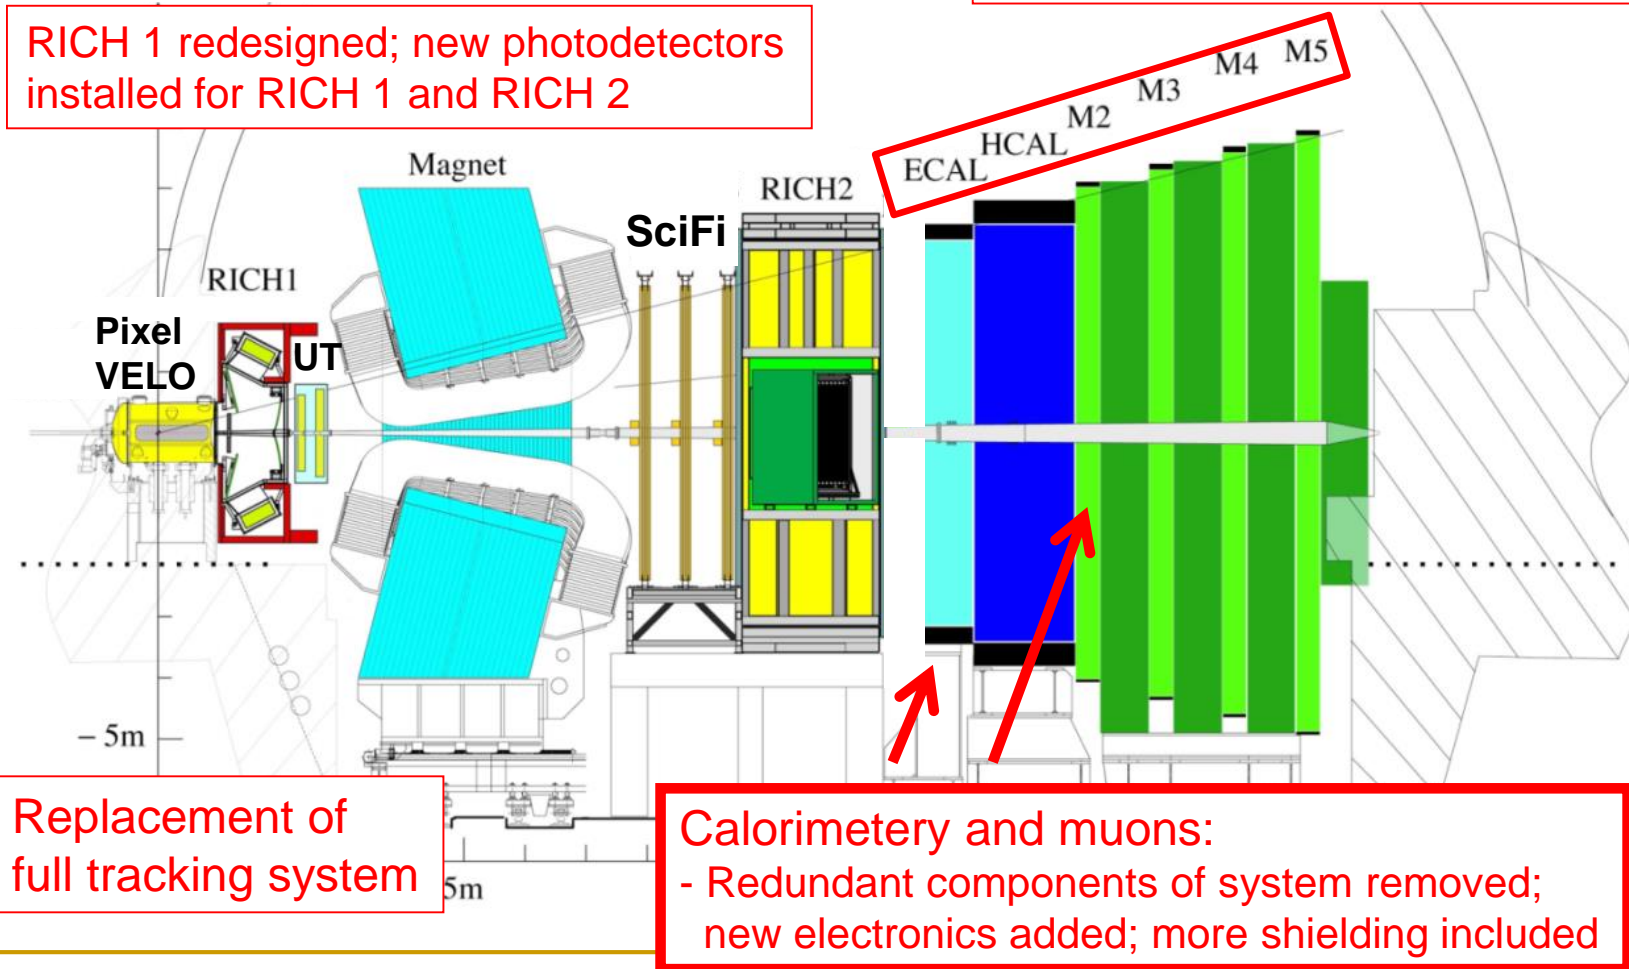 RICH 1 redesigned; new photodetectors
installed for RICH 1 and RICH 2
M5
M4
M3
M2
HCAL
ECAL
Magnet
RICH2
SciFi
RICH1
Pixel
VELO
UT
– 5m
Replacement of
full tracking system
5m
Calorimetery and muons:
- Redundant components of system removed;
new electronics added; more shielding included